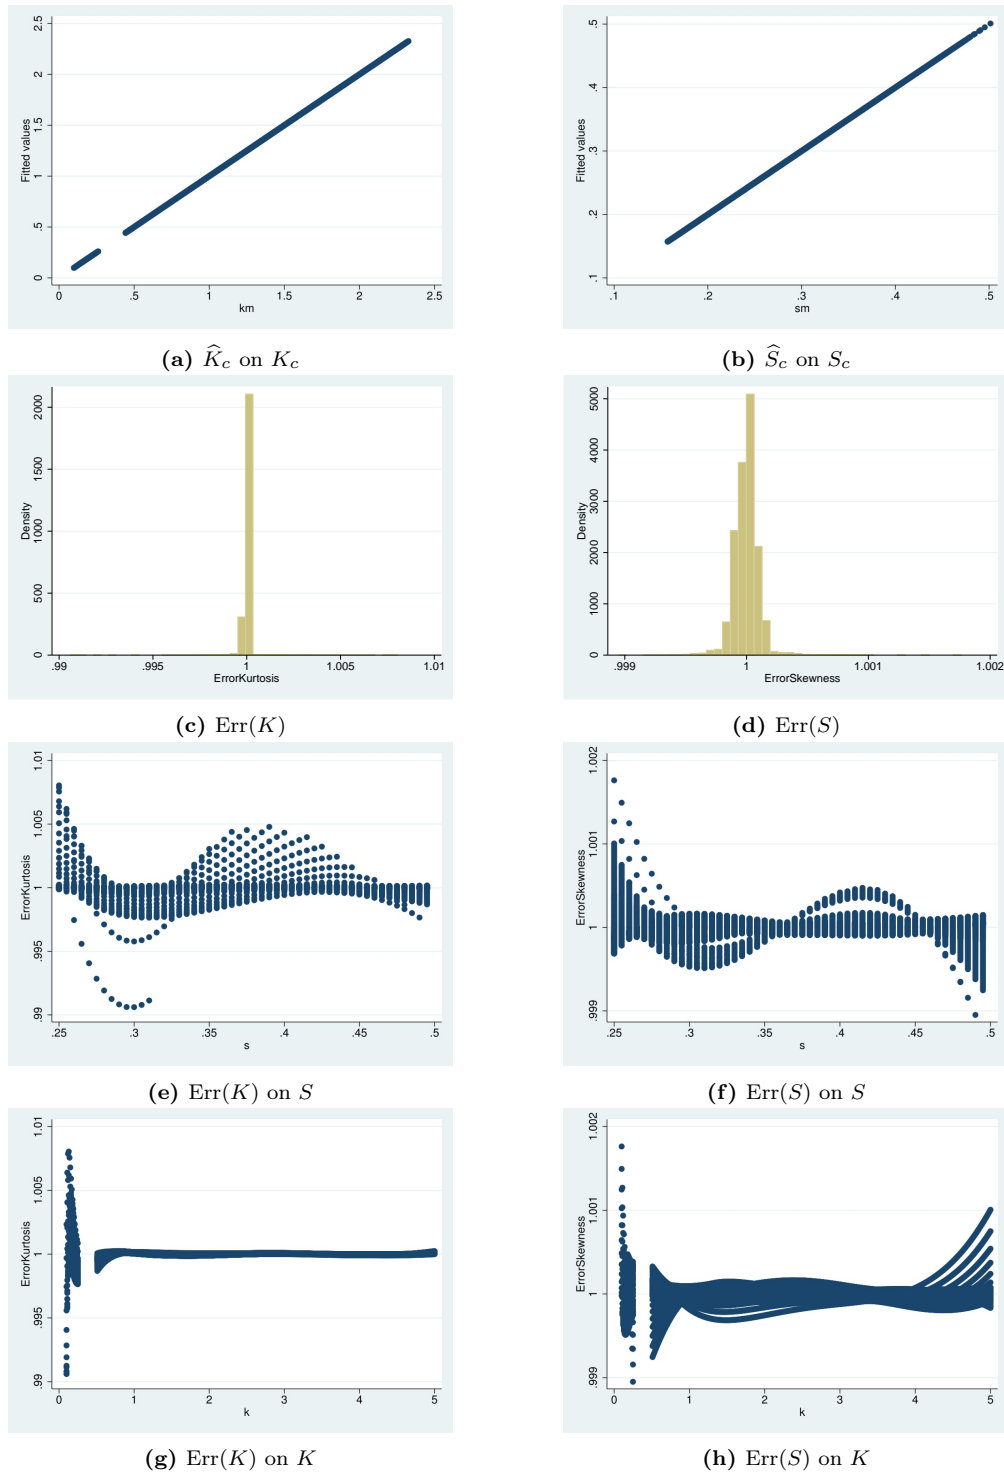 Fitted values
0 .5 1 1.5 2 2.5
0 .5 1 1.5 2 2.5
km
(a) K̂_c on K_c
Fitted values
.1 .2 .3 .4 .5
.1 .2 .3 .4 .5
sm
(b) Ŝ_c on S_c
Density
0 500 1000 1500 2000
.99 .995 1 1.005 1.01
ErrorKurtosis
(c) Err(K)
Density
0 1000 2000 3000 4000 5000
.999 1 1.001 1.002
ErrorSkewness
(d) Err(S)
ErrorKurtosis
.99 .995 1 1.005 1.01
.25 .3 .35 .4 .45 .5
s
(e) Err(K) on S
ErrorSkewness
.999 1 1.001 1.002
.25 .3 .35 .4 .45 .5
s
(f) Err(S) on S
ErrorKurtosis
.99 .995 1 1.005 1.01
0 1 2 3 4 5
k
(g) Err(K) on K
ErrorSkewness
.999 1 1.001 1.002
0 1 2 3 4 5
k
(h) Err(S) on K